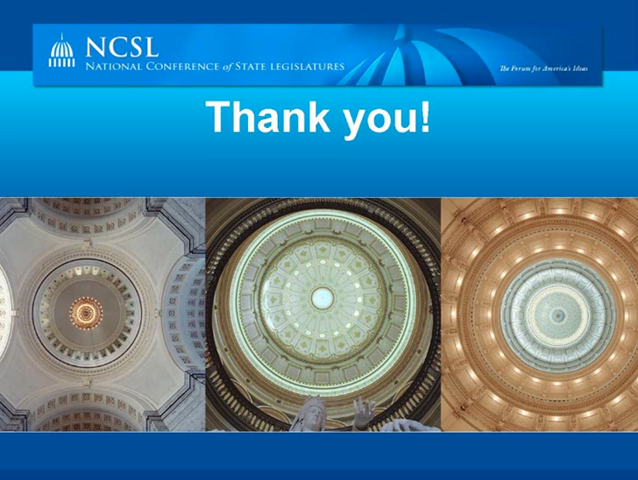 NCSL
NATIONAL CONFERENCE of STATE LEGISLATURES
The Forum for America's Ideas
Thank you!